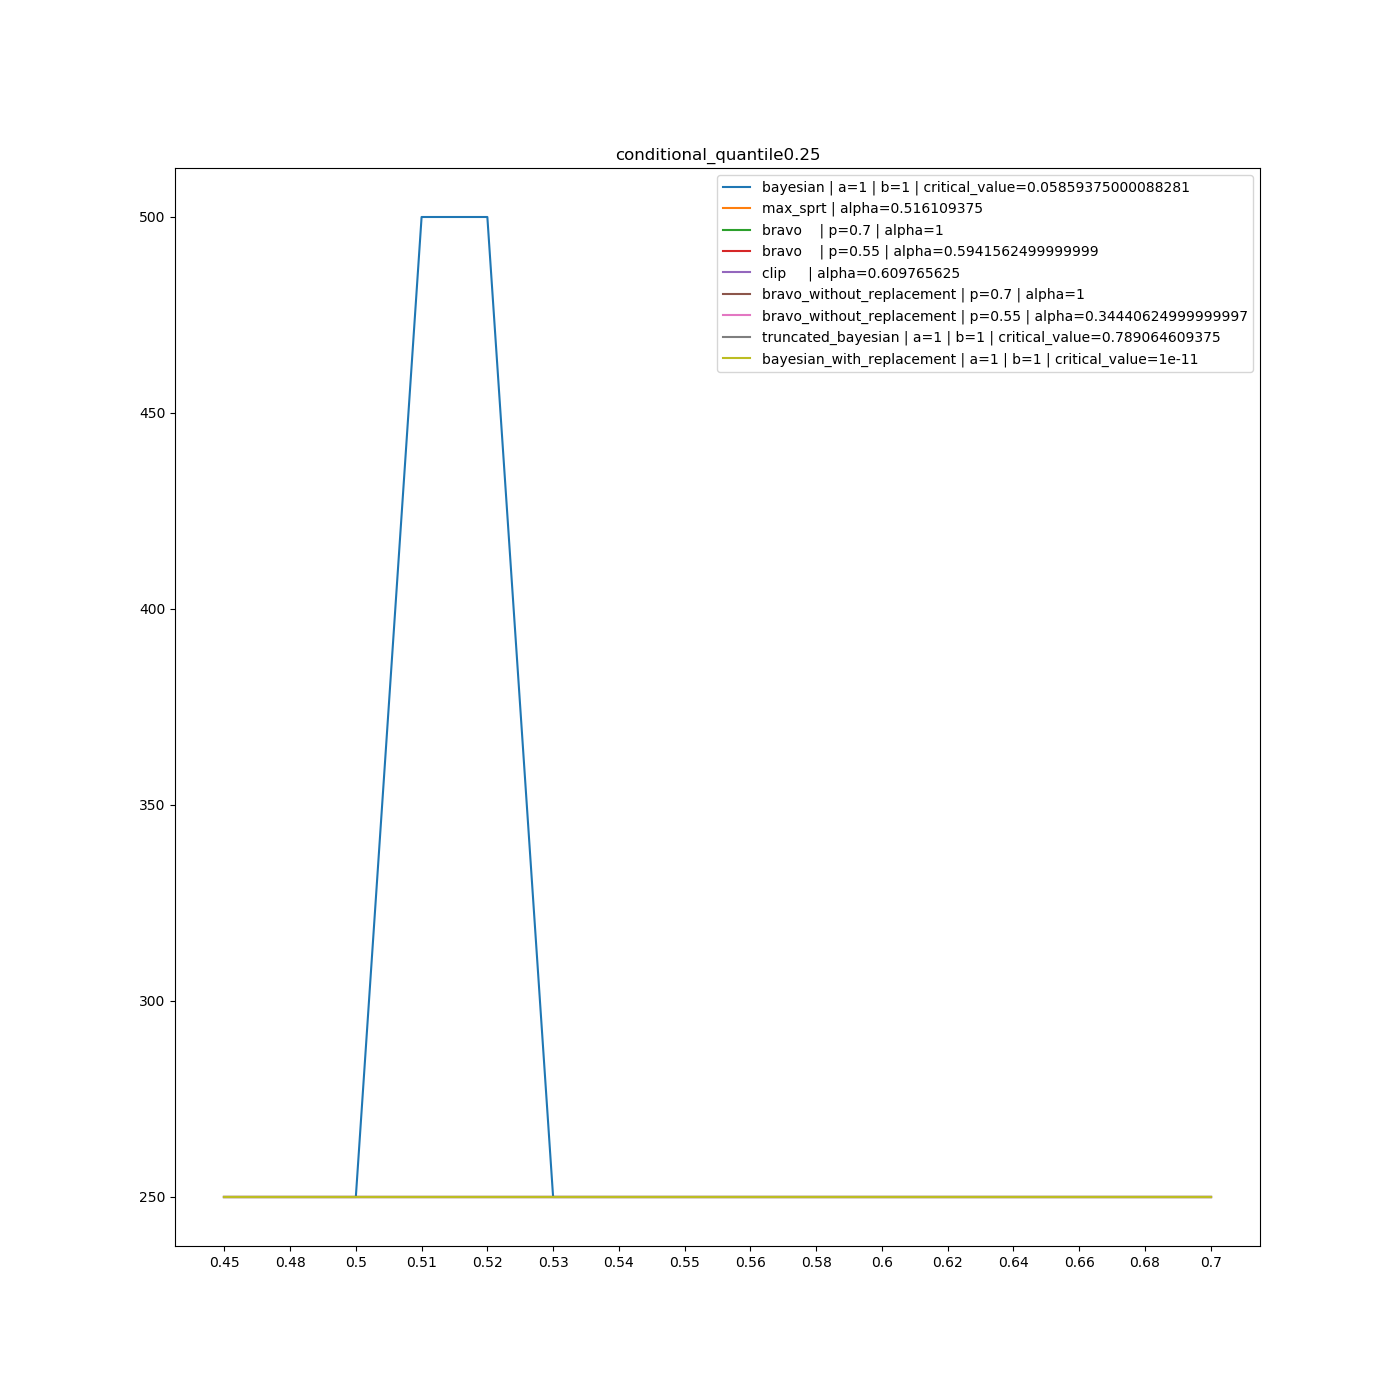 conditional_quantile0.25
bayesian | a=1 | b=1 | critical_value=0.05859375000088281
max_sprt | alpha=0.516109375
bravo    | p=0.7 | alpha=1
bravo    | p=0.55 | alpha=0.5941562499999999
clip     | alpha=0.609765625
bravo_without_replacement | p=0.7 | alpha=1
bravo_without_replacement | p=0.55 | alpha=0.34440624999999997
truncated_bayesian | a=1 | b=1 | critical_value=0.789064609375
bayesian_with_replacement | a=1 | b=1 | critical_value=1e-11
500
450
400
350
300
250
0.45 0.48 0.5 0.51 0.52 0.53 0.54 0.55 0.56 0.58 0.6 0.62 0.64 0.66 0.68 0.7